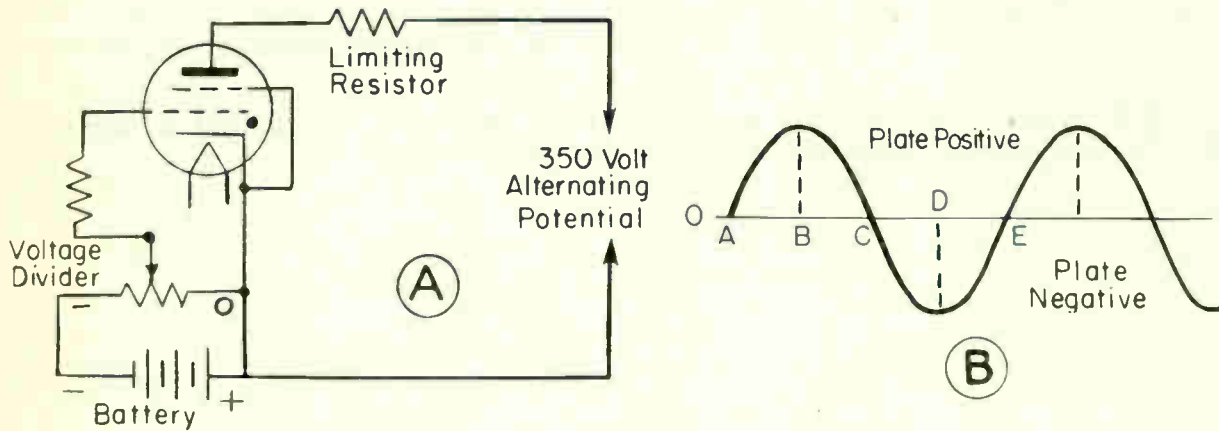 Limiting
Resistor
350 Volt
Alternating
Potential
Voltage
Divider
- O
- +
Battery
A
Plate Positive
O A B C D E
Plate
Negative
B